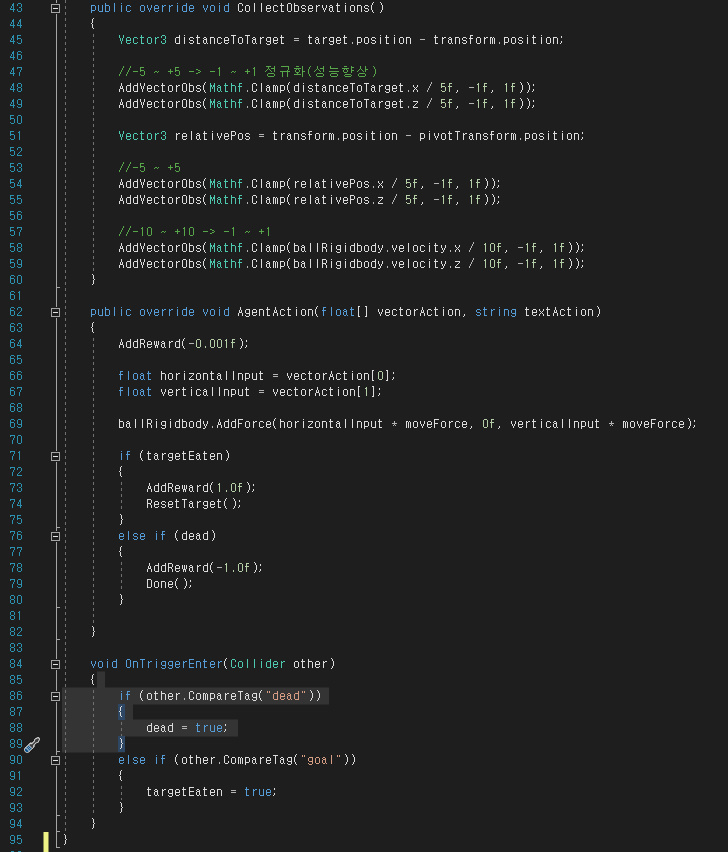 43 public override void CollectObservations()
44 {
45 Vector3 distanceToTarget = target.position - transform.position;
46
47 //-5 ~ +5 -> -1 ~ +1 정규화(성능향상)
48 AddVectorObs(Mathf.Clamp(distanceToTarget.x / 5f, -1f, 1f));
49 AddVectorObs(Mathf.Clamp(distanceToTarget.z / 5f, -1f, 1f));
50
51 Vector3 relativePos = transform.position - pivotTransform.position;
52
53 //-5 ~ +5
54 AddVectorObs(Mathf.Clamp(relativePos.x / 5f, -1f, 1f));
55 AddVectorObs(Mathf.Clamp(relativePos.z / 5f, -1f, 1f));
56
57 //-10 ~ +10 -> -1 ~ +1
58 AddVectorObs(Mathf.Clamp(ballRigidbody.velocity.x / 10f, -1f, 1f));
59 AddVectorObs(Mathf.Clamp(ballRigidbody.velocity.z / 10f, -1f, 1f));
60 }
61
62 public override void AgentAction(float[] vectorAction, string textAction)
63 {
64 AddReward(-0.001f);
65
66 float horizontalInput = vectorAction[0];
67 float verticalInput = vectorAction[1];
68
69 ballRigidbody.AddForce(horizontalInput * moveForce, 0f, verticalInput * moveForce);
70
71 if (targetEaten)
72 {
73 AddReward(1.0f);
74 ResetTarget();
75 }
76 else if (dead)
77 {
78 AddReward(-1.0f);
79 Done();
80 }
81
82 }
83
84 void OnTriggerEnter(Collider other)
85 {
86 if (other.CompareTag("dead"))
87 {
88 dead = true;
89 }
90 else if (other.CompareTag("goal"))
91 {
92 targetEaten = true;
93 }
94 }
95 }